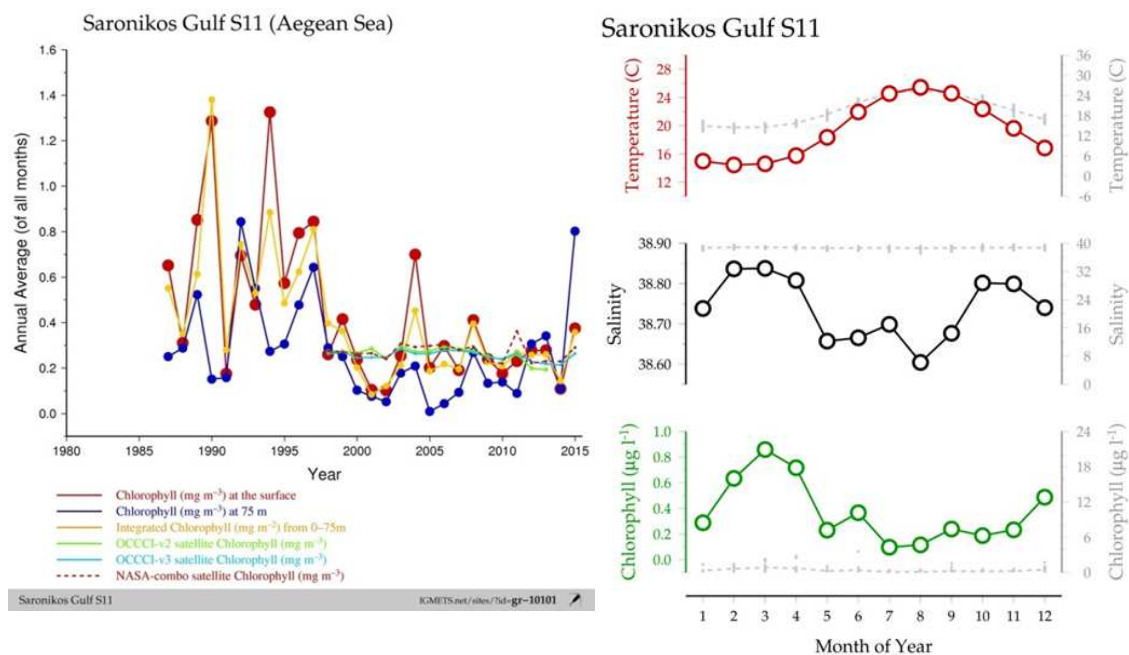 Saronikos Gulf S11 (Aegean Sea)
1.6
1.4
1.2
1.0
0.8
0.6
0.4
0.2
0.0
Annual Average (of all months)
1980 1985 1990 1995 2000 2005 2010 2015
Year
Chlorophyll (mg m⁻³) at the surface
Chlorophyll (mg m⁻³) at 75 m
Integrated Chlorophyll (mg m⁻²) from 0–75m
OCCCI-v2 satellite Chlorophyll (mg m⁻³)
OCCCI-v3 satellite Chlorophyll (mg m⁻³)
NASA-combo satellite Chlorophyll (mg m⁻³)
Saronikos Gulf S11 IGMETS.net/sites/?id=gr-10101
Saronikos Gulf S11
Temperature (C)
28
24
20
16
12
36
24
12
6
0
-6
Temperature (C)
Salinity
38.90
38.80
38.70
38.60
40
32
24
16
8
0
Salinity
Chlorophyll (µg l⁻¹)
1.0
0.8
0.6
0.4
0.2
0.0
24
18
12
6
0
Chlorophyll (µg l⁻¹)
1 2 3 4 5 6 7 8 9 10 11 12
Month of Year